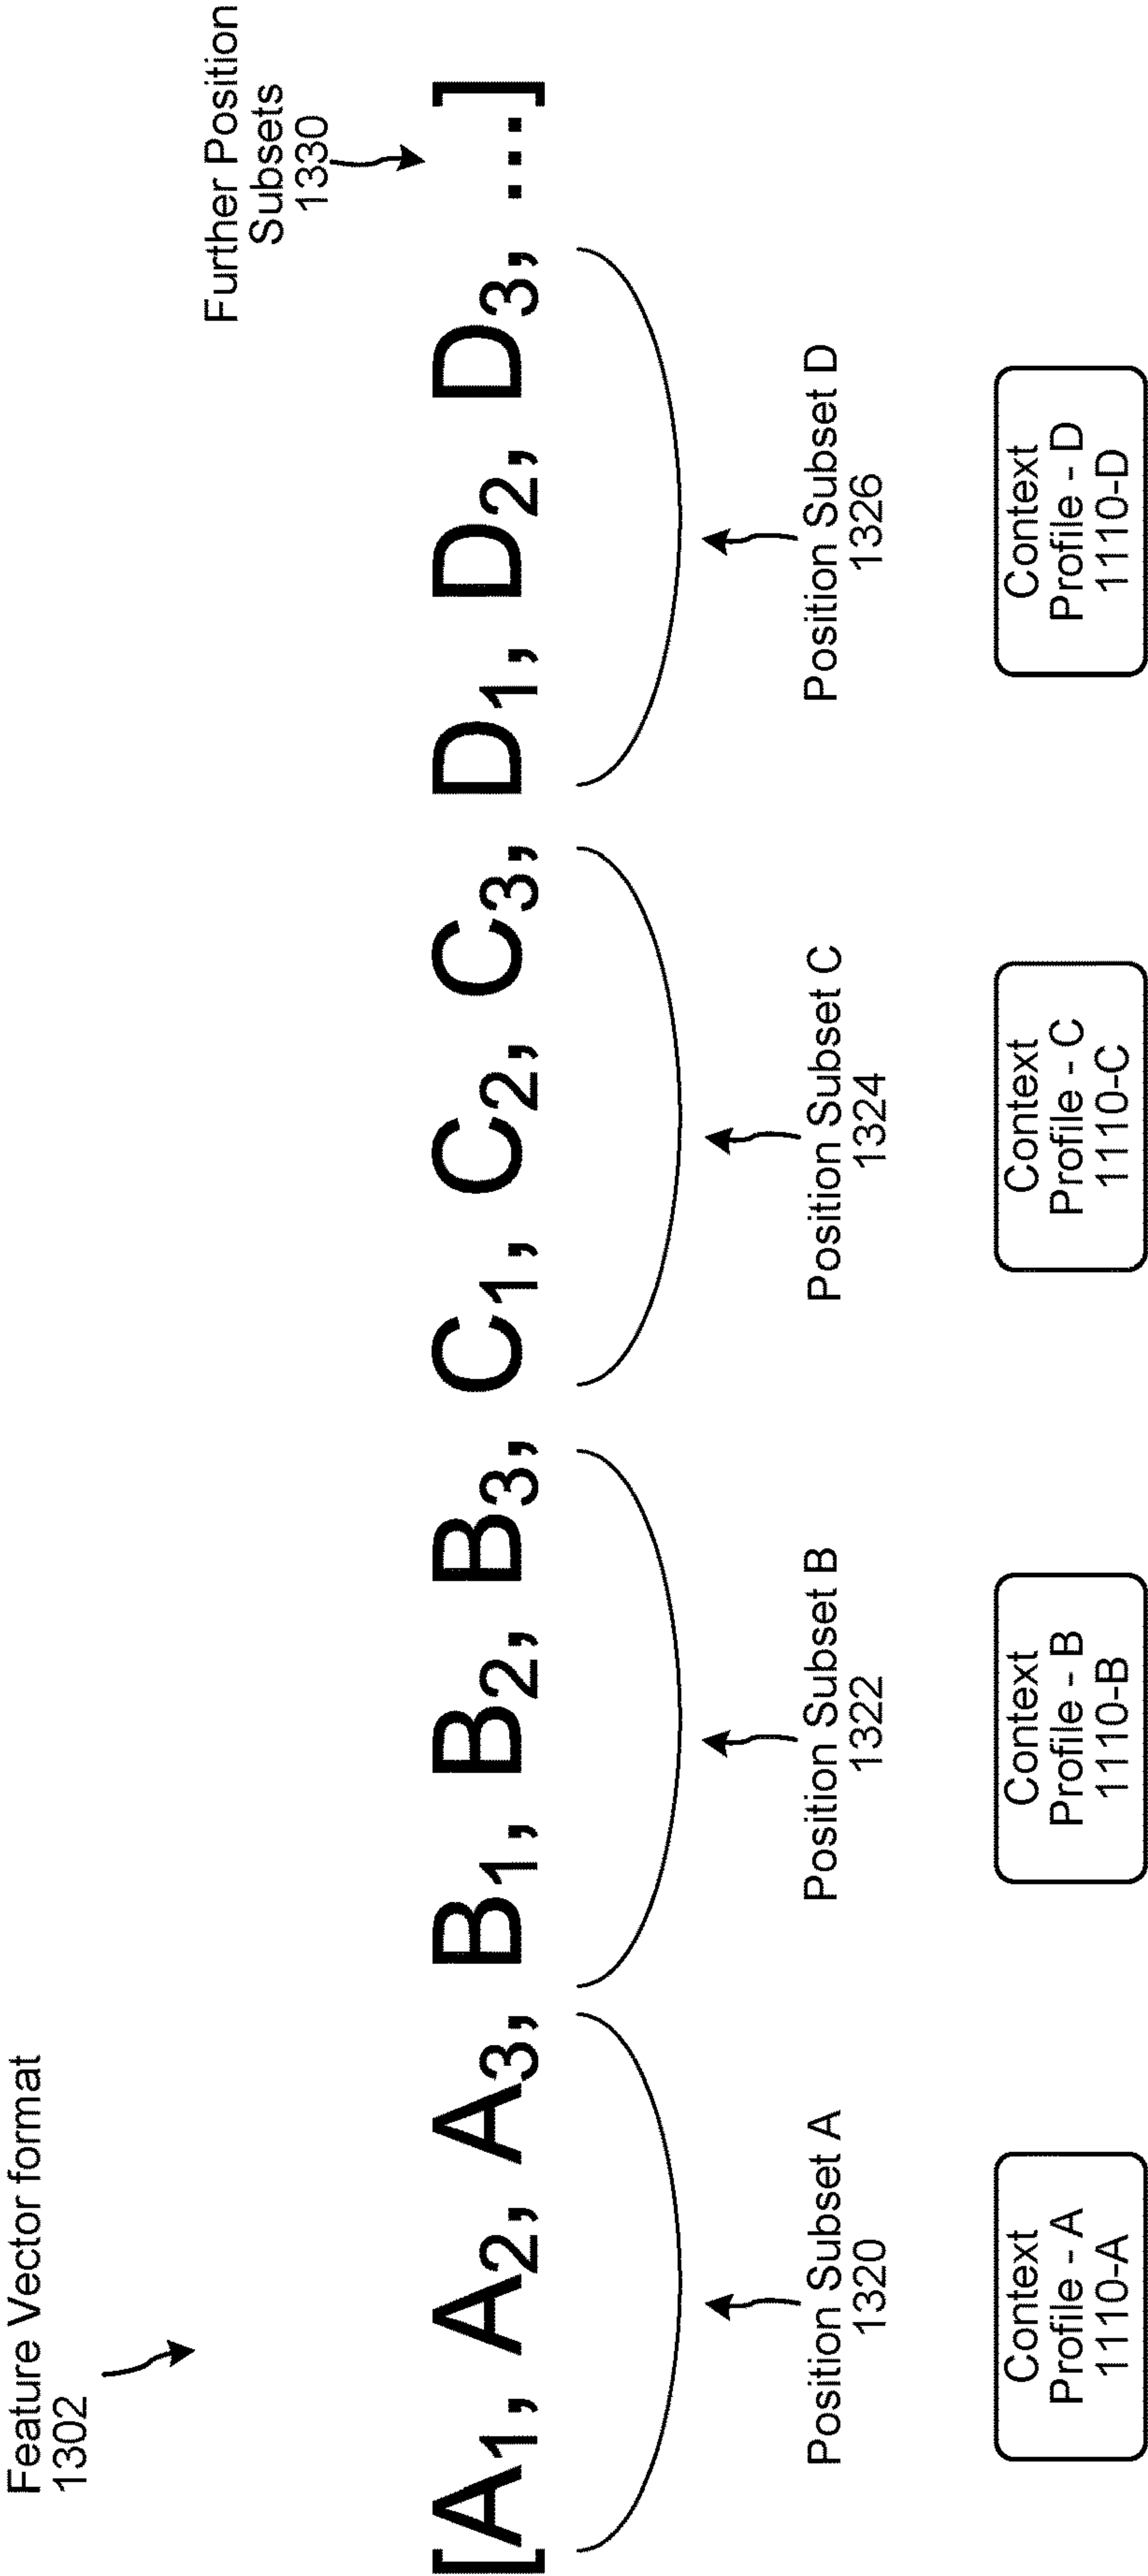 Feature Vector format
1302
Further Position
Subsets
1330
[A1, A2, A3, B1, B2, B3, C1, C2, C3, D1, D2, D3, ...]
Position Subset A
1320
Position Subset B
1322
Position Subset C
1324
Position Subset D
1326
Context
Profile - A
1110-A
Context
Profile - B
1110-B
Context
Profile - C
1110-C
Context
Profile - D
1110-D